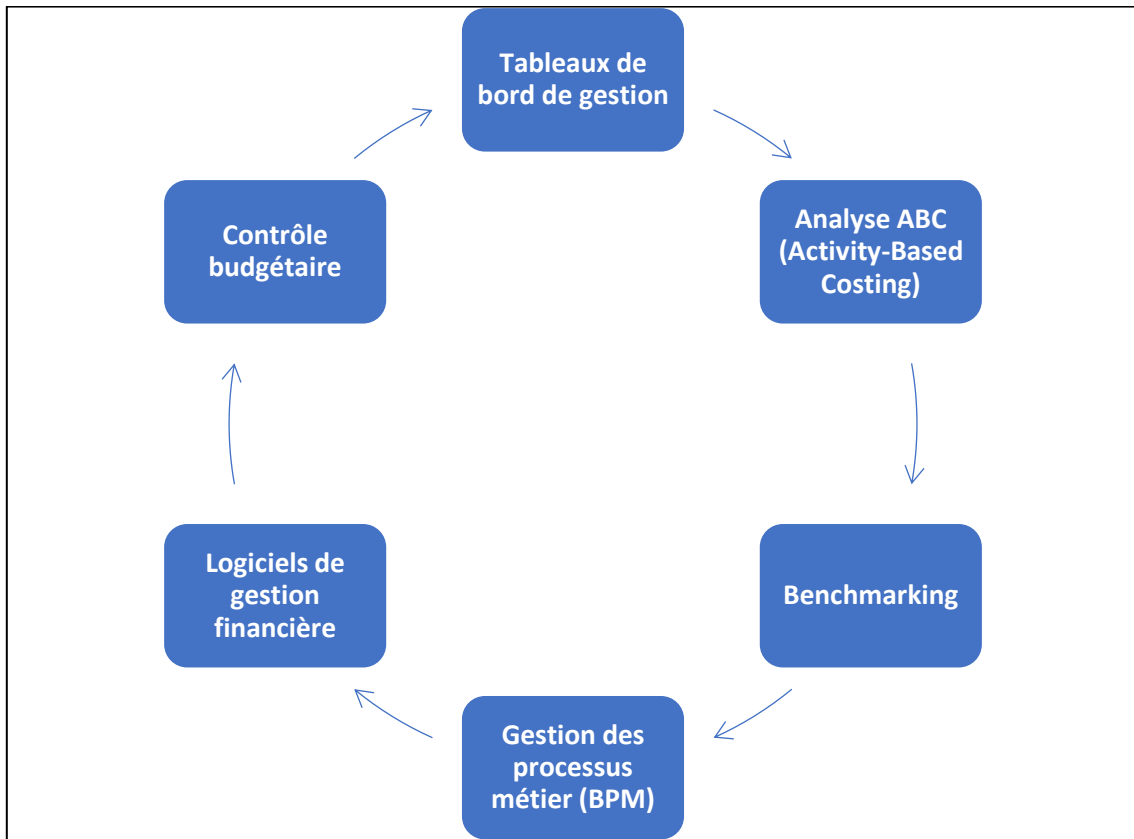 Tableaux de
bord de gestion
Analyse ABC
(Activity-Based
Costing)
Benchmarking
Gestion des
processus
métier (BPM)
Logiciels de
gestion
financière
Contrôle
budgétaire